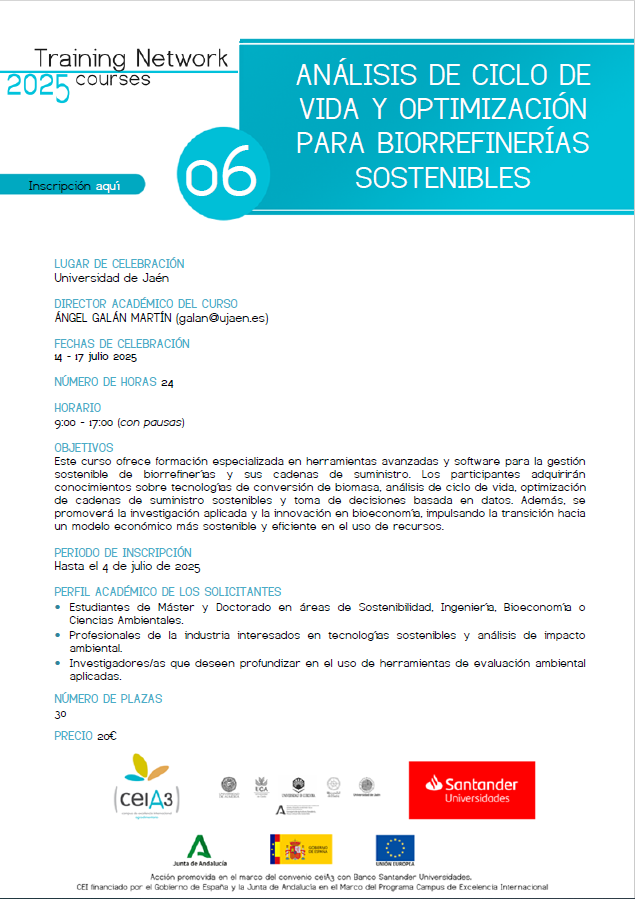 Training Network
2025 courses
ANÁLISIS DE CICLO DE
VIDA Y OPTIMIZACIÓN
PARA BIORREFINERÍAS
SOSTENIBLES
06
Inscripción aquí
LUGAR DE CELEBRACIÓN
Universidad de Jaén
DIRECTOR ACADÉMICO DEL CURSO
ÁNGEL GALÁN MARTÍN (galan@ujaen.es)
FECHAS DE CELEBRACIÓN
14 - 17 julio 2025
NÚMERO DE HORAS 24
HORARIO
9:00 - 17:00 (con pausas)
OBJETIVOS
Este curso ofrece formación especializada en herramientas avanzadas y software para la gestión
sostenible de biorrefinerías y sus cadenas de suministro. Los participantes adquirirán
conocimientos sobre tecnologías de conversión de biomasa, análisis de ciclo de vida, optimización
de cadenas de suministro sostenibles y toma de decisiones basada en datos. Además, se
promoverá la investigación aplicada y la innovación en bioeconomía, impulsando la transición hacia
un modelo económico más sostenible y eficiente en el uso de recursos.
PERIODO DE INSCRIPCIÓN
Hasta el 4 de julio de 2025
PERFIL ACADÉMICO DE LOS SOLICITANTES
• Estudiantes de Máster y Doctorado en áreas de Sostenibilidad, Ingeniería, Bioeconomía o
Ciencias Ambientales.
• Profesionales de la industria interesados en tecnologías sostenibles y análisis de impacto
ambiental.
• Investigadores/as que deseen profundizar en el uso de herramientas de evaluación ambiental
aplicadas.
NÚMERO DE PLAZAS
30
PRECIO 20€
ceiA3
UCA
Santander
Universidades
Junta de Andalucía
GOBIERNO
DE ESPAÑA
UNIÓN EUROPEA
Acción promovida en el marco del convenio ceiA3 con Banco Santander Universidades.
CEI financiado por el Gobierno de España y la Junta de Andalucía en el Marco del Programa Campus de Excelencia Internacional